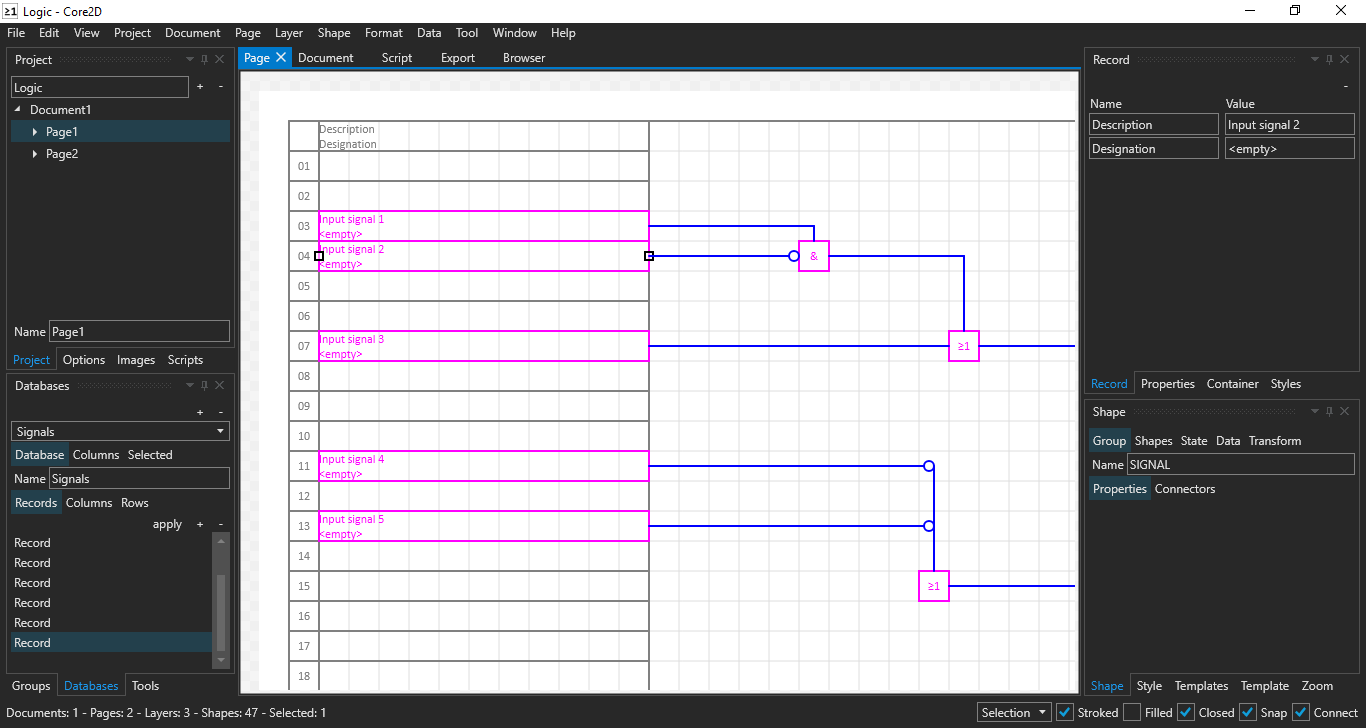 ≥1 Logic - Core2D
File Edit View Project Document Page Layer Shape Format Data Tool Window Help
Project
Logic + -
Document1
Page1
Page2
Name Page1
Project Options Images Scripts
Databases
+ -
Signals
Database Columns Selected
Name Signals
Records Columns Rows
apply + -
Record
Record
Record
Record
Record
Record
Groups Databases Tools
Page Document Script Export Browser
Description
Designation
01
02
03 Input signal 1
<empty>
04 Input signal 2
<empty>
&
05
06
07 Input signal 3
<empty>
≥1
08
09
10
11 Input signal 4
<empty>
12
13 Input signal 5
<empty>
14
15
≥1
16
17
18
Record
-
Name Value
Description Input signal 2
Designation <empty>
Record Properties Container Styles
Shape
Group Shapes State Data Transform
Name SIGNAL
Properties Connectors
Shape Style Templates Template Zoom
Documents: 1 - Pages: 2 - Layers: 3 - Shapes: 47 - Selected: 1
Selection Stroked Filled Closed Snap Connect